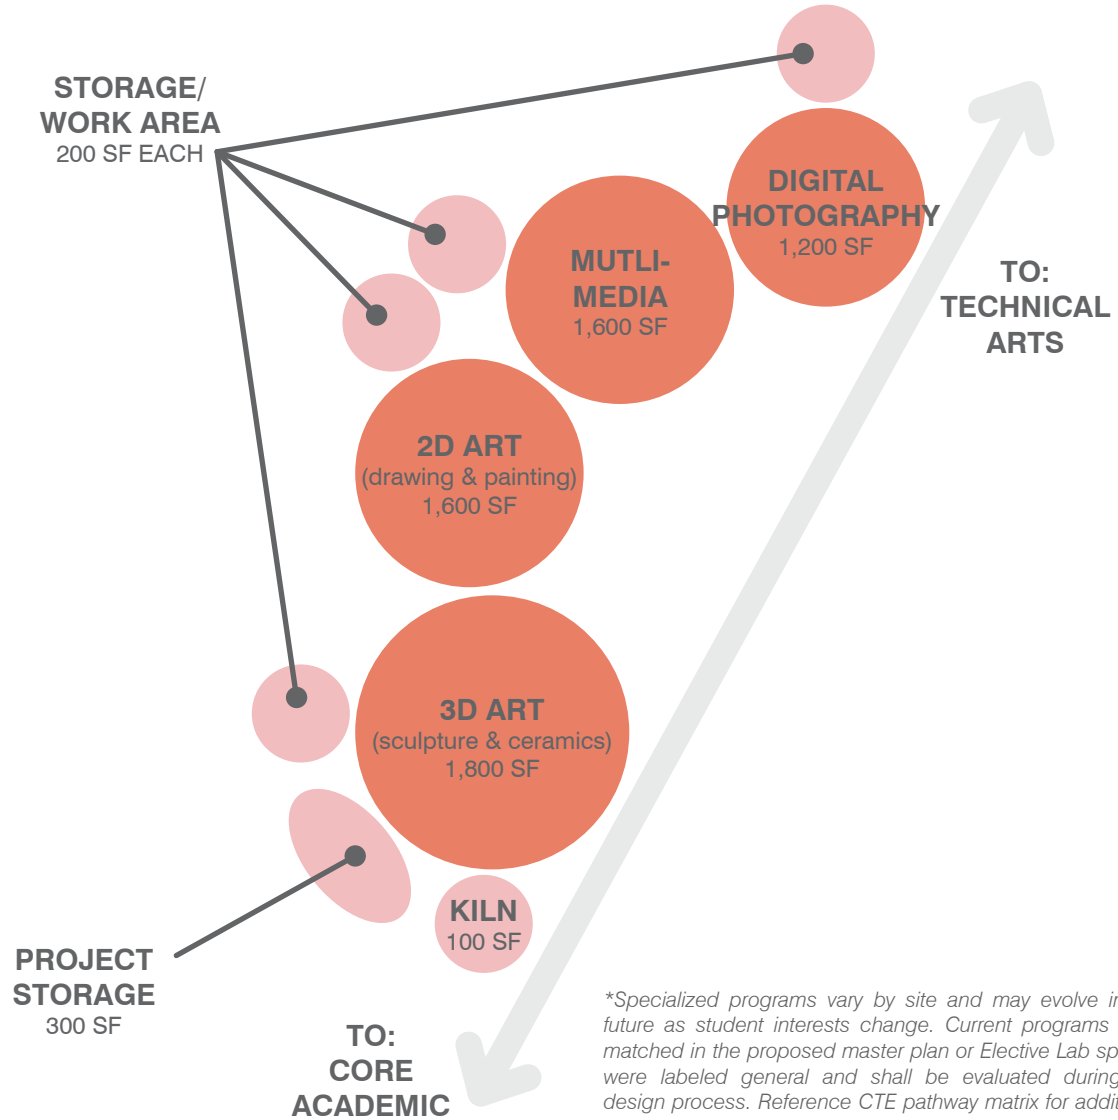 STORAGE/
WORK AREA
200 SF EACH
DIGITAL
PHOTOGRAPHY
1,200 SF
MUTLI-
MEDIA
1,600 SF
TO:
TECHNICAL
ARTS
2D ART
(drawing & painting)
1,600 SF
3D ART
(sculpture & ceramics)
1,800 SF
KILN
100 SF
PROJECT
STORAGE
300 SF
TO:
CORE
ACADEMIC
*Specialized programs vary by site and may evolve in
future as student interests change. Current programs
matched in the proposed master plan or Elective Lab sp
were labeled general and shall be evaluated during
design process. Reference CTE pathway matrix for addit